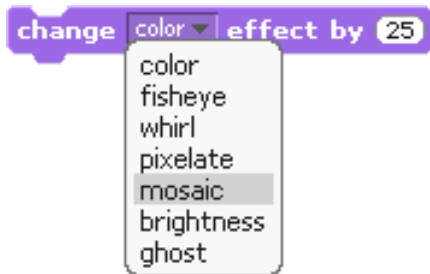 change color effect by 25
color
fisheye
whirl
pixelate
mosaic
brightness
ghost